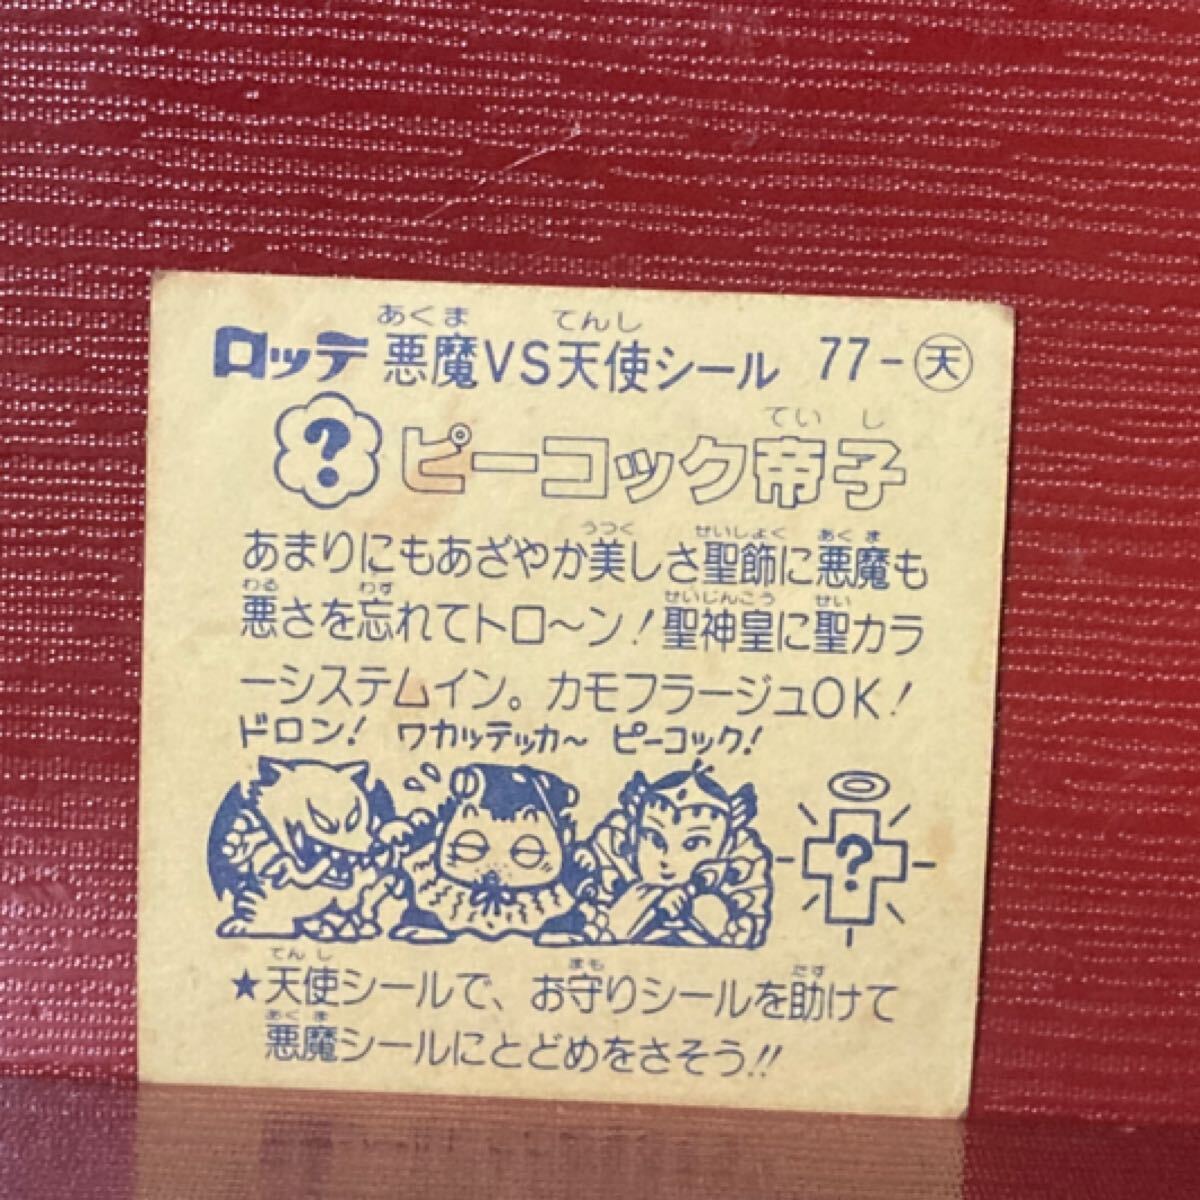 あくま てんし
ロッテ 悪魔VS天使シール 77-天
てい し
? ピーコック帝子
うつく せいしょく あくま
あまりにもあざやか美しさ聖飾に悪魔も
わる わす せいじんこう せい
悪さを忘れてトロ〜ン!聖神皇に聖カラ
ーシステムイン。カモフラージュOK!
ドロン! ワカッテッカ〜 ピーコック!
?
てんし まも たす
★天使シールで、お守りシールを助けて
あくま
悪魔シールにとどめをさそう!!